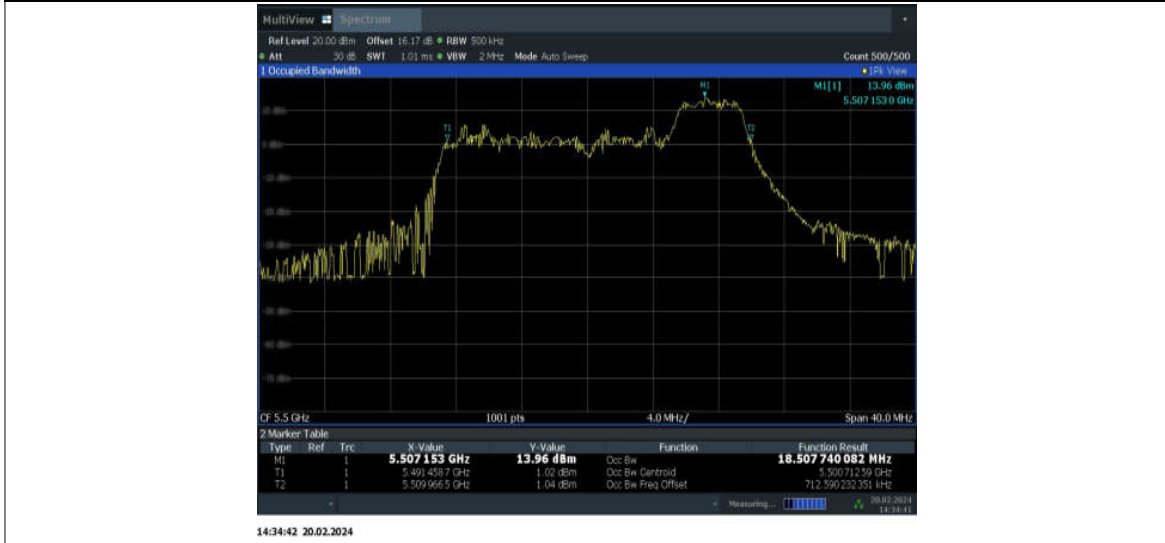 MultiView Spectrum
Ref Level 20.00 dBm Offset 16.17 dB RBW 500 kHz
Att 30 dB SWT 1.01 ms VBW 2 MHz Mode Auto Sweep Count 500/500
1 Occupied Bandwidth 1Pk View
M1[1] 13.96 dBm
5.507 153 0 GHz
M1
T1
T2
CF 5.5 GHz 1001 pts 4.0 MHz/ Span 40.0 MHz
2 Marker Table
Type Ref Trc X-Value Y-Value Function Function Result
M1 1 5.507 153 GHz 13.96 dBm Occ Bw 18.507 740 082 MHz
T1 1 5.491 458 7 GHz 1.02 dBm Occ Bw Centroid 5.500 712 59 GHz
T2 1 5.509 966 5 GHz 1.04 dBm Occ Bw Freq Offset 712.590 232 351 kHz
Measuring... 20.02.2024
14:34:41
14:34:42 20.02.2024